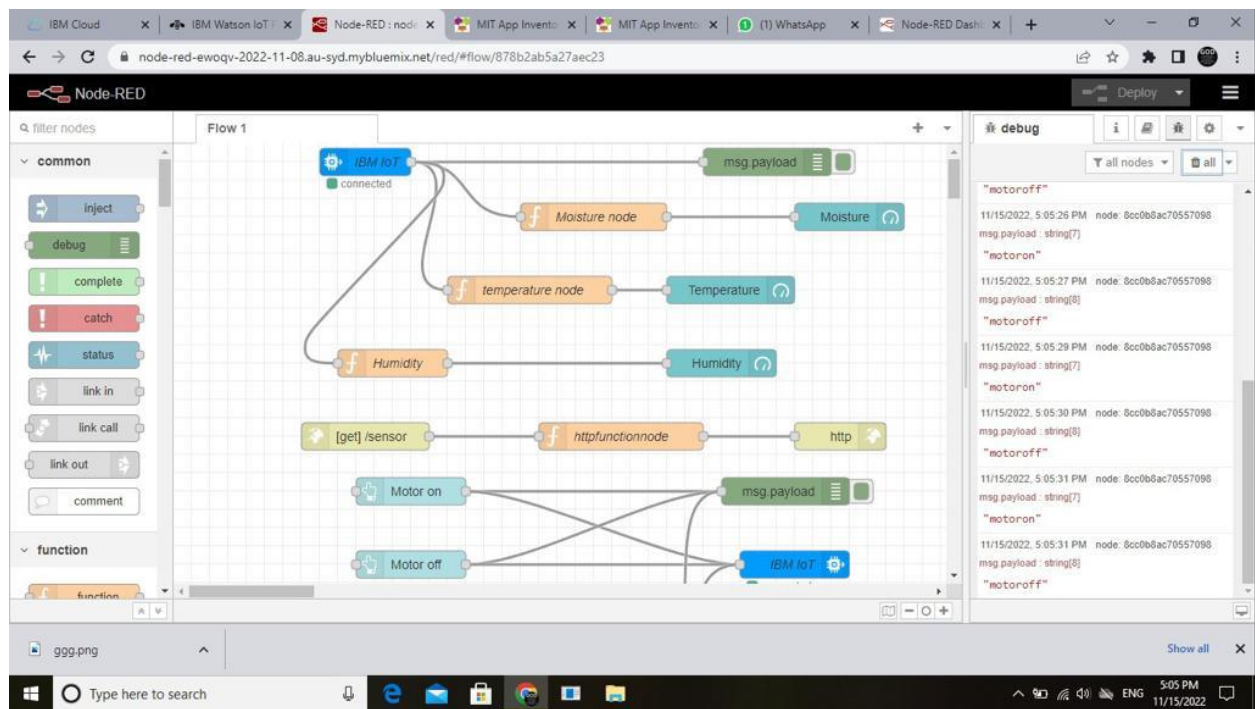 IBM Cloud
IBM Watson IoT P
Node-RED : node
MIT App Invento
MIT App Invento
(1) WhatsApp
Node-RED Dash
node-red-ewoqv-2022-11-08.au-syd.mybluemix.net/red/#flow/878b2ab5a27aec23
Node-RED
Deploy
filter nodes
Flow 1
debug
all nodes
all
common
inject
debug
complete
catch
status
link in
link call
link out
comment
function
function
IBM IoT
connected
msg.payload
Moisture node
Moisture
temperature node
Temperature
Humidity
Humidity
[get] /sensor
httpfunctionnode
http
Motor on
msg.payload
Motor off
IBM IoT
"motoroff"
11/15/2022, 5:05:26 PM node: 8cc0b8ac70557098
msg.payload : string[7]
"motoron"
11/15/2022, 5:05:27 PM node: 8cc0b8ac70557098
msg.payload : string[8]
"motoroff"
11/15/2022, 5:05:29 PM node: 8cc0b8ac70557098
msg.payload : string[7]
"motoron"
11/15/2022, 5:05:30 PM node: 8cc0b8ac70557098
msg.payload : string[8]
"motoroff"
11/15/2022, 5:05:31 PM node: 8cc0b8ac70557098
msg.payload : string[7]
"motoron"
11/15/2022, 5:05:31 PM node: 8cc0b8ac70557098
msg.payload : string[8]
"motoroff"
ggg.png
Show all
Type here to search
ENG
5:05 PM
11/15/2022